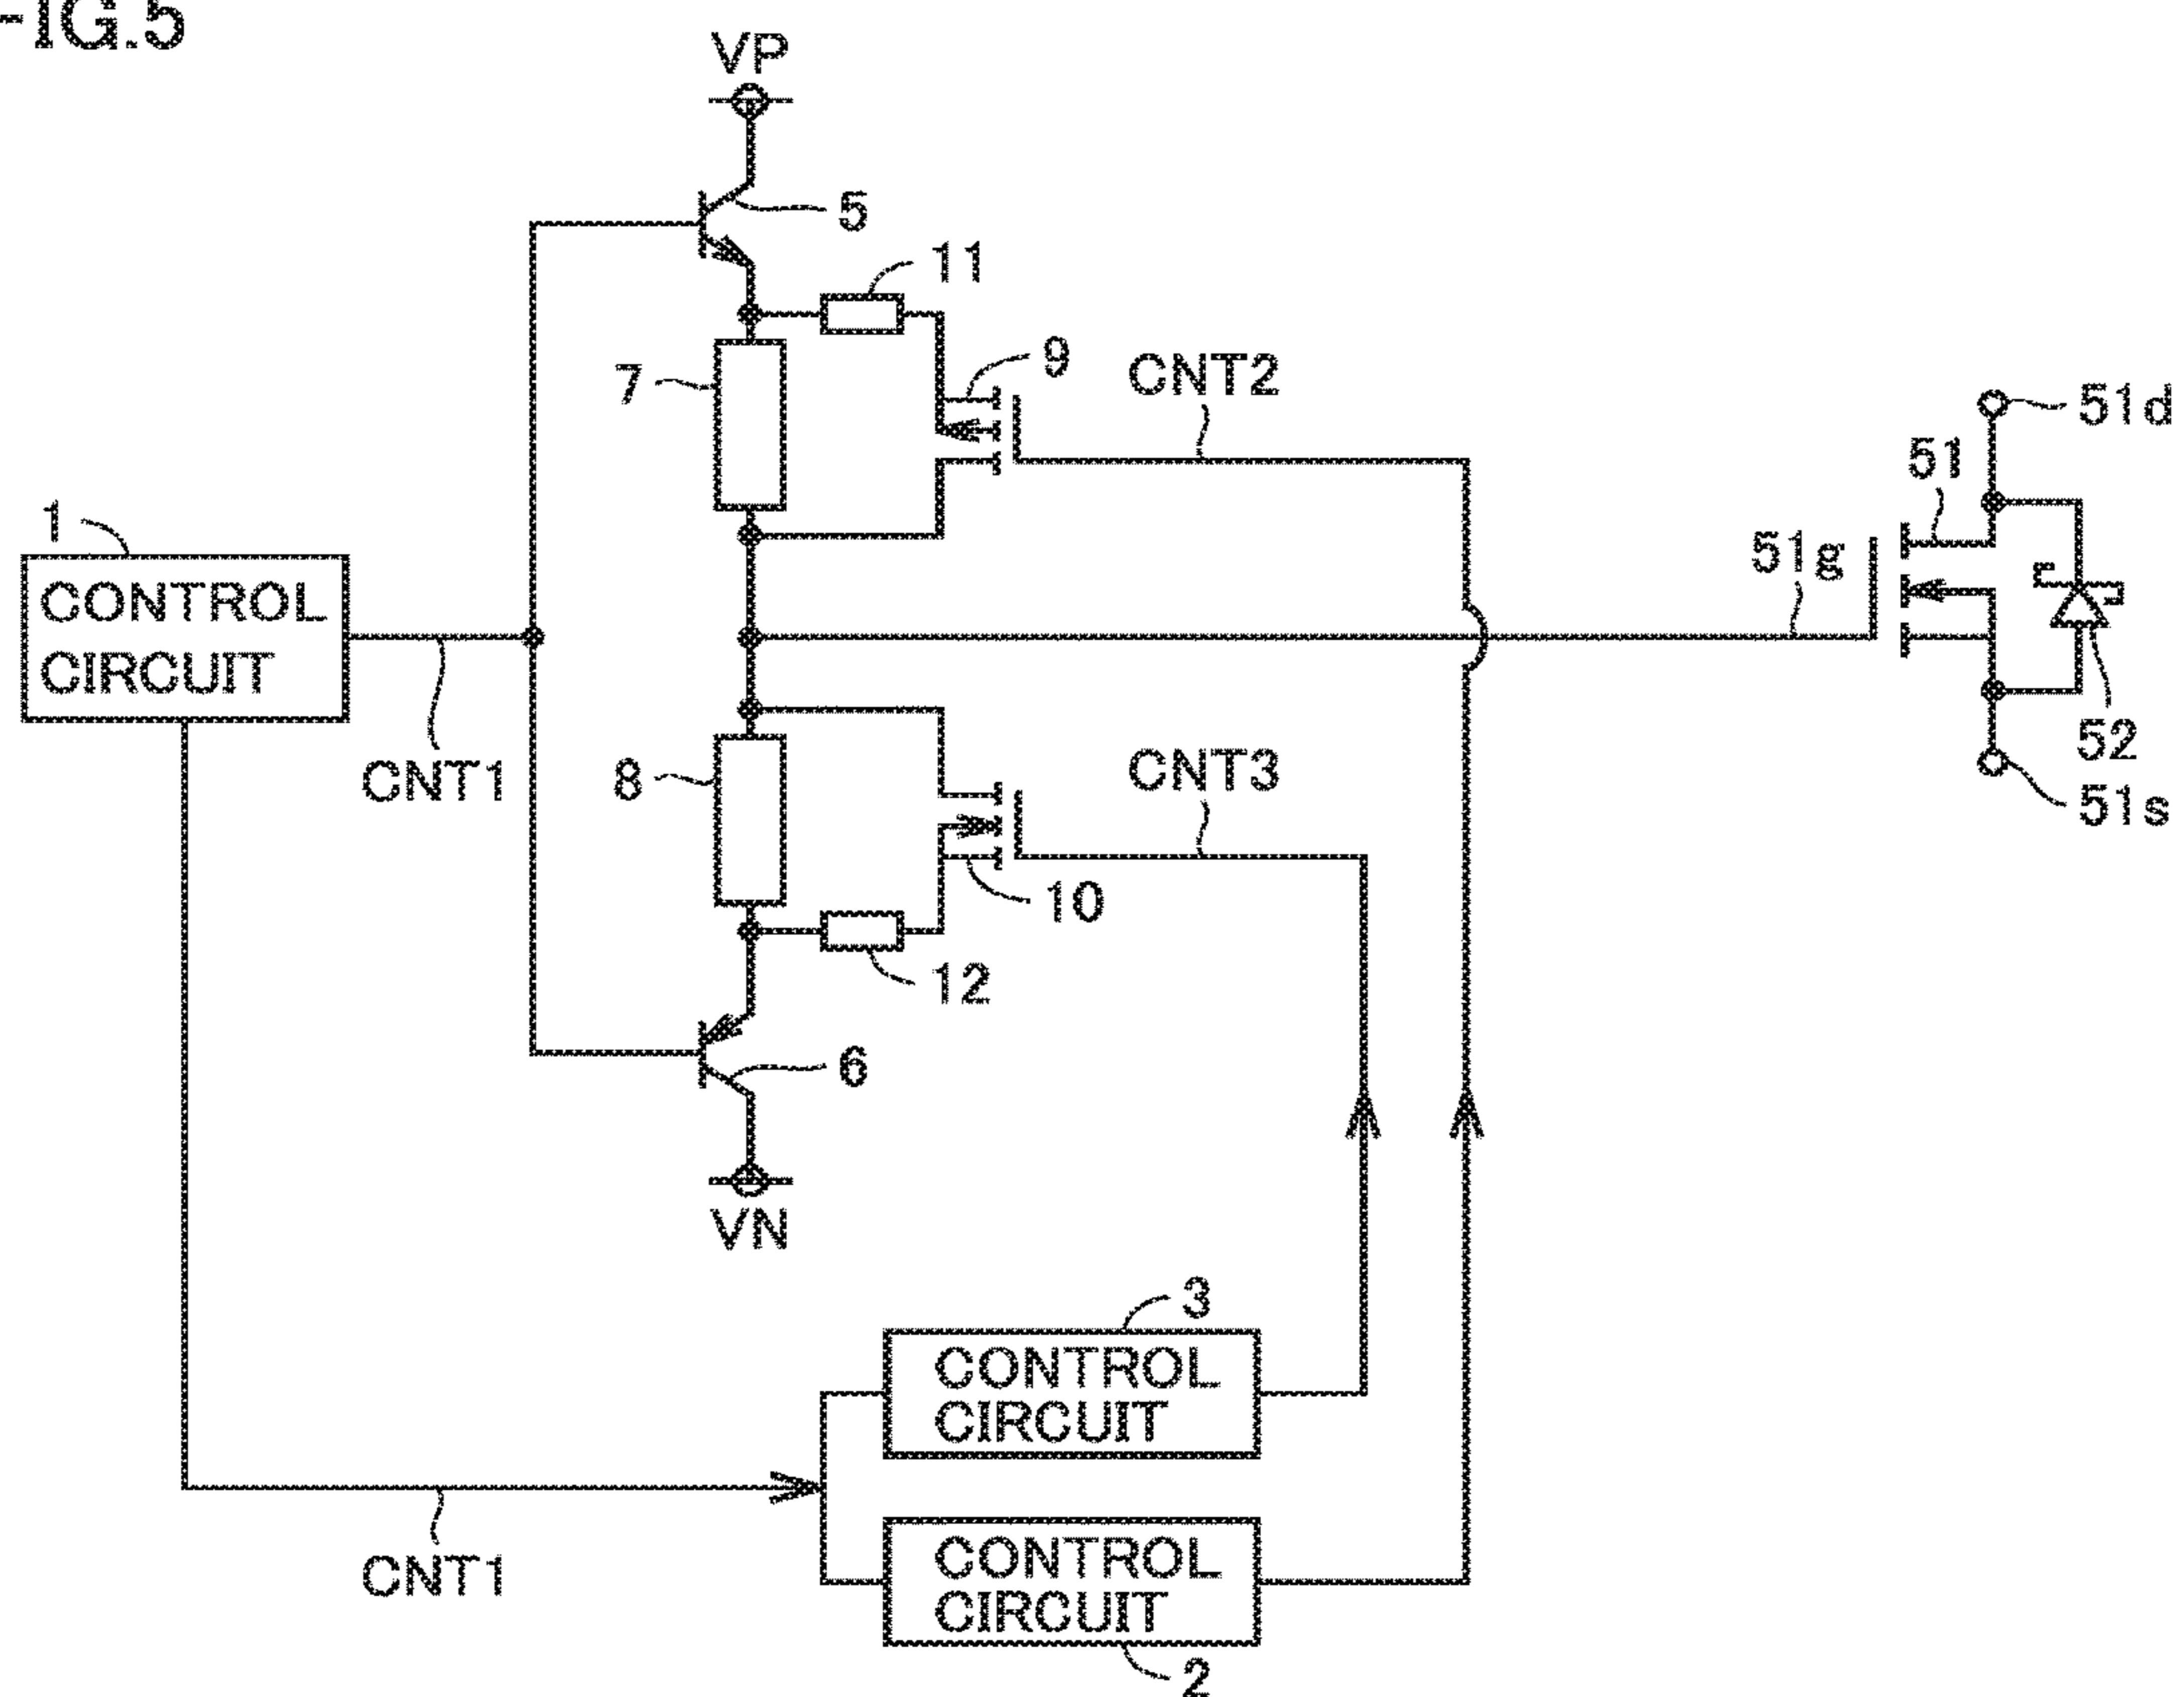 -IG.5
VP
5
11
7
9
CNT2
51d
51
51g
1
CONTROL
CIRCUIT
CNT1
8
CNT3
52
51s
10
12
6
VN
3
CONTROL
CIRCUIT
CNT1
CONTROL
CIRCUIT
2